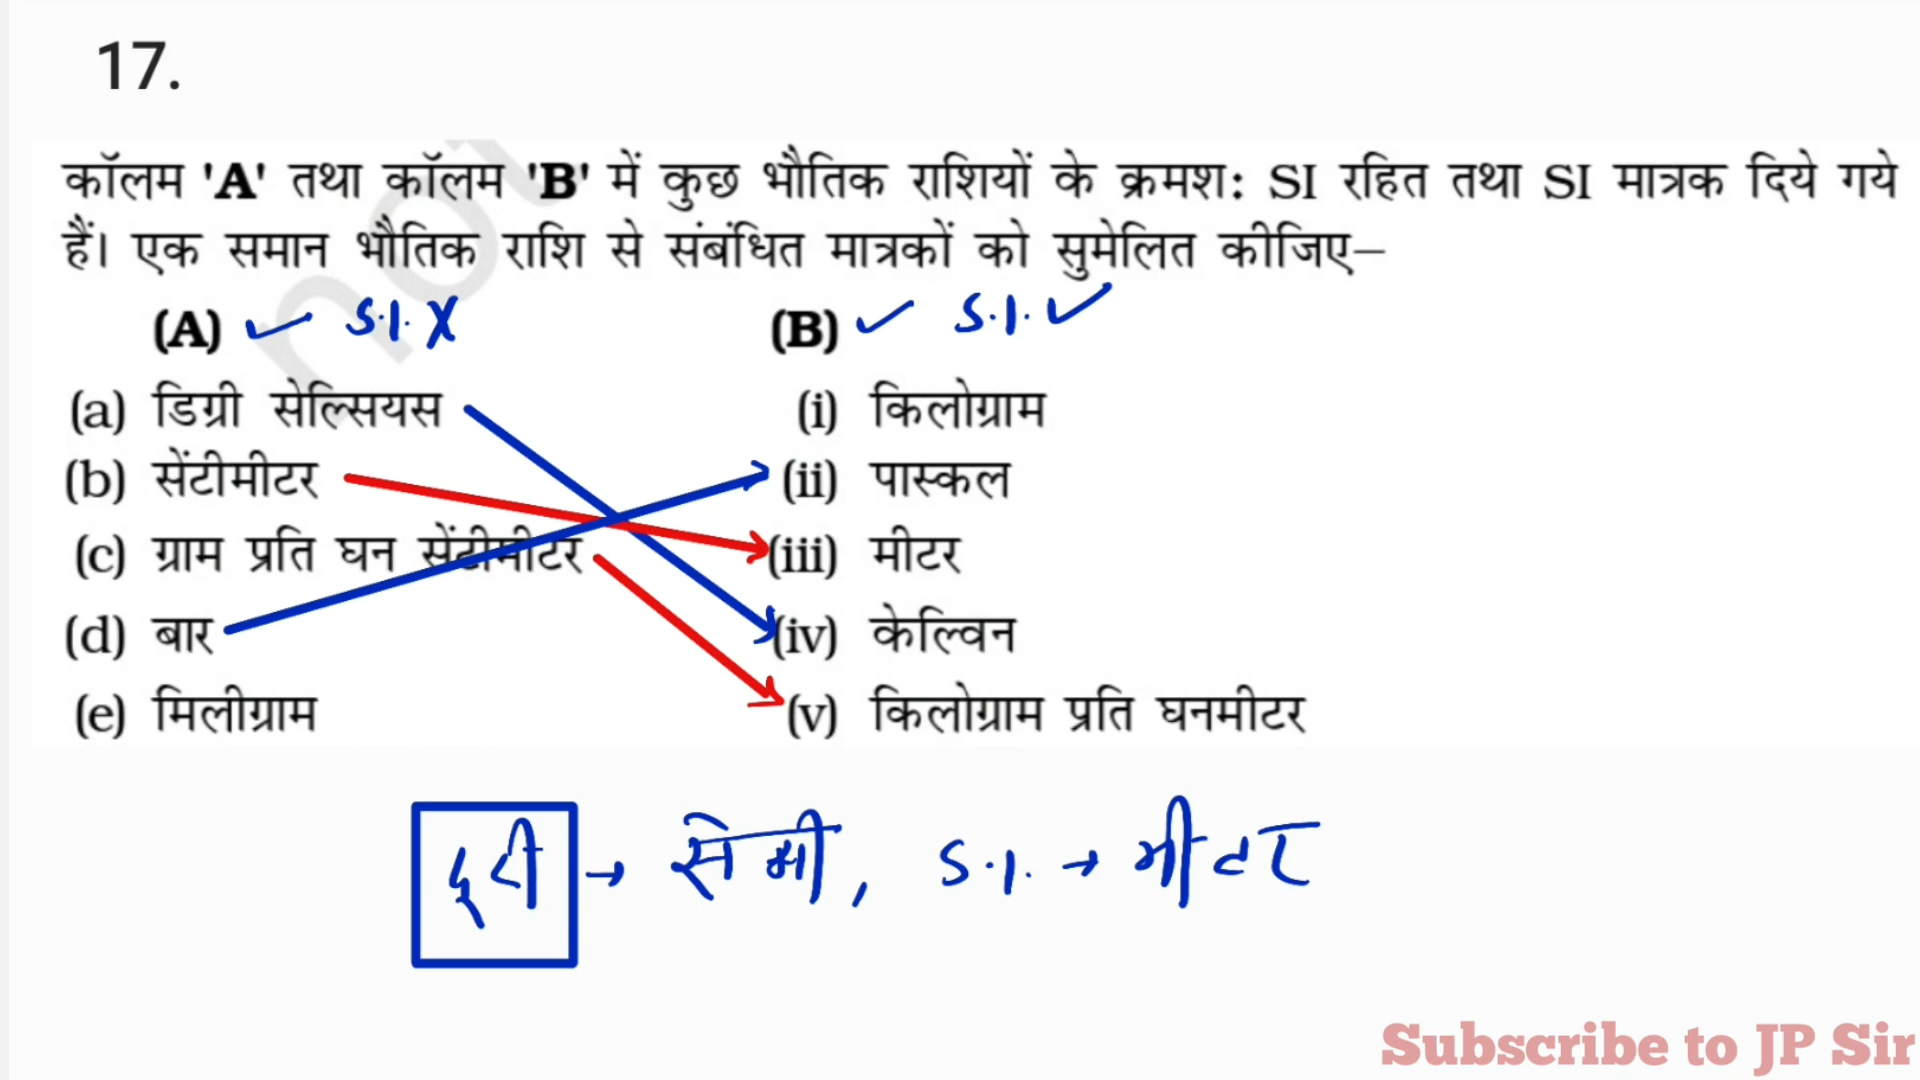 17.
कॉलम 'A' तथा कॉलम 'B' में कुछ भौतिक राशियों के क्रमश: SI रहित तथा SI मात्रक दिये गये
हैं। एक समान भौतिक राशि से संबंधित मात्रकों को सुमेलित कीजिए–
(A) ✓ S.I. X (B) ✓ S.I. ✓
(a) डिग्री सेल्सियस (i) किलोग्राम
(b) सेंटीमीटर (ii) पास्कल
(c) ग्राम प्रति घन सेंटीमीटर (iii) मीटर
(d) बार (iv) केल्विन
(e) मिलीग्राम (v) किलोग्राम प्रति घनमीटर
दूरी → सेमी, S.I. → मीटर
Subscribe to JP Sir